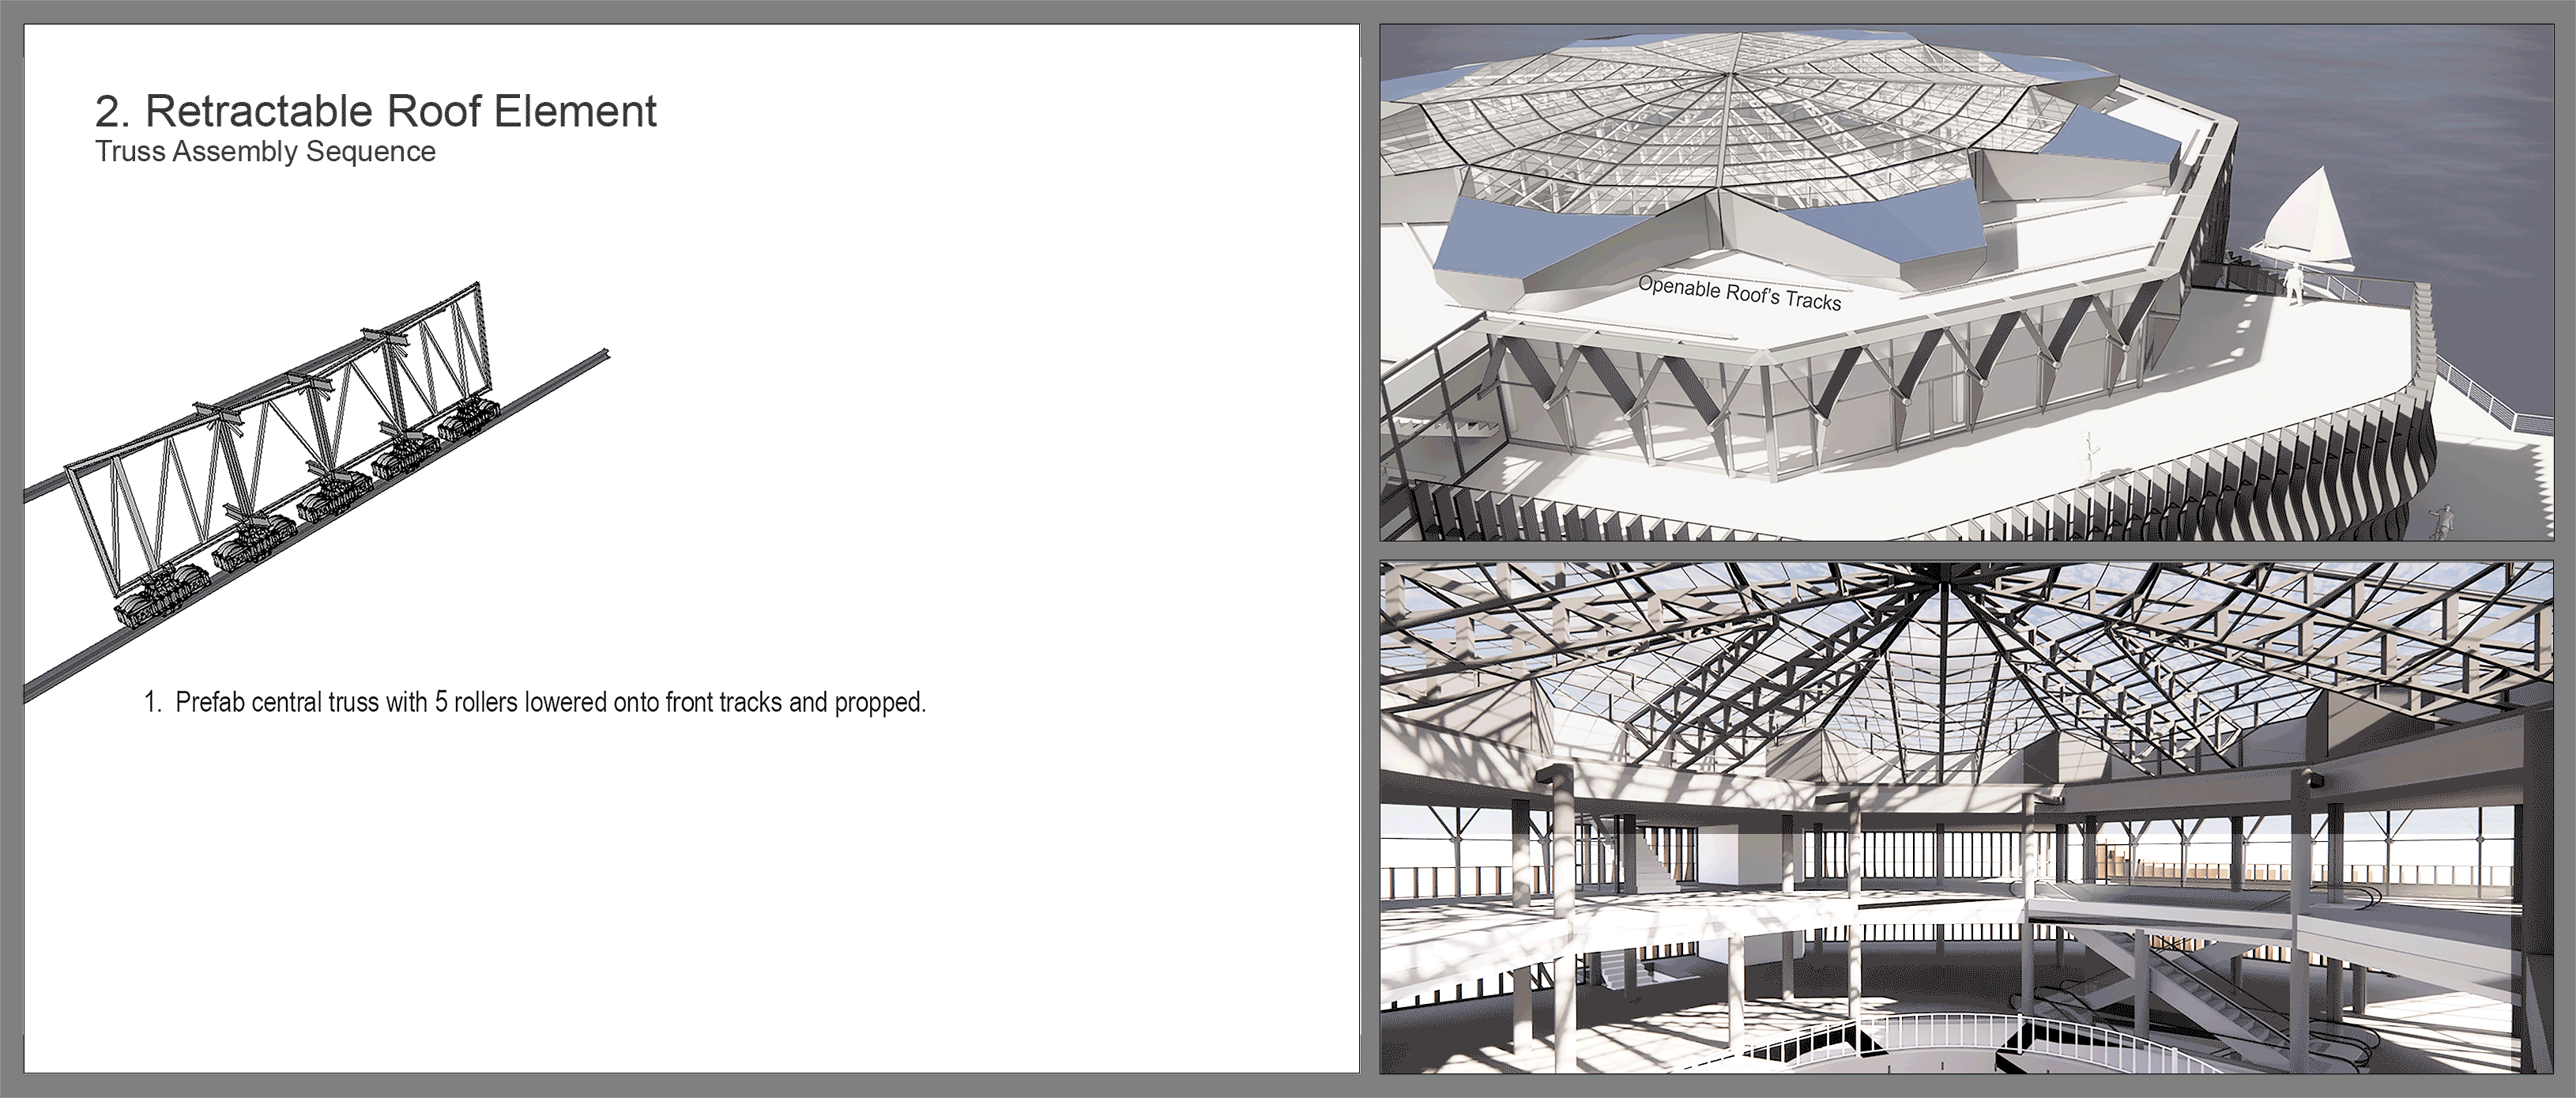 2. Retractable Roof Element
Truss Assembly Sequence
1. Prefab central truss with 5 rollers lowered onto front tracks and propped.
Openable Roof's Tracks